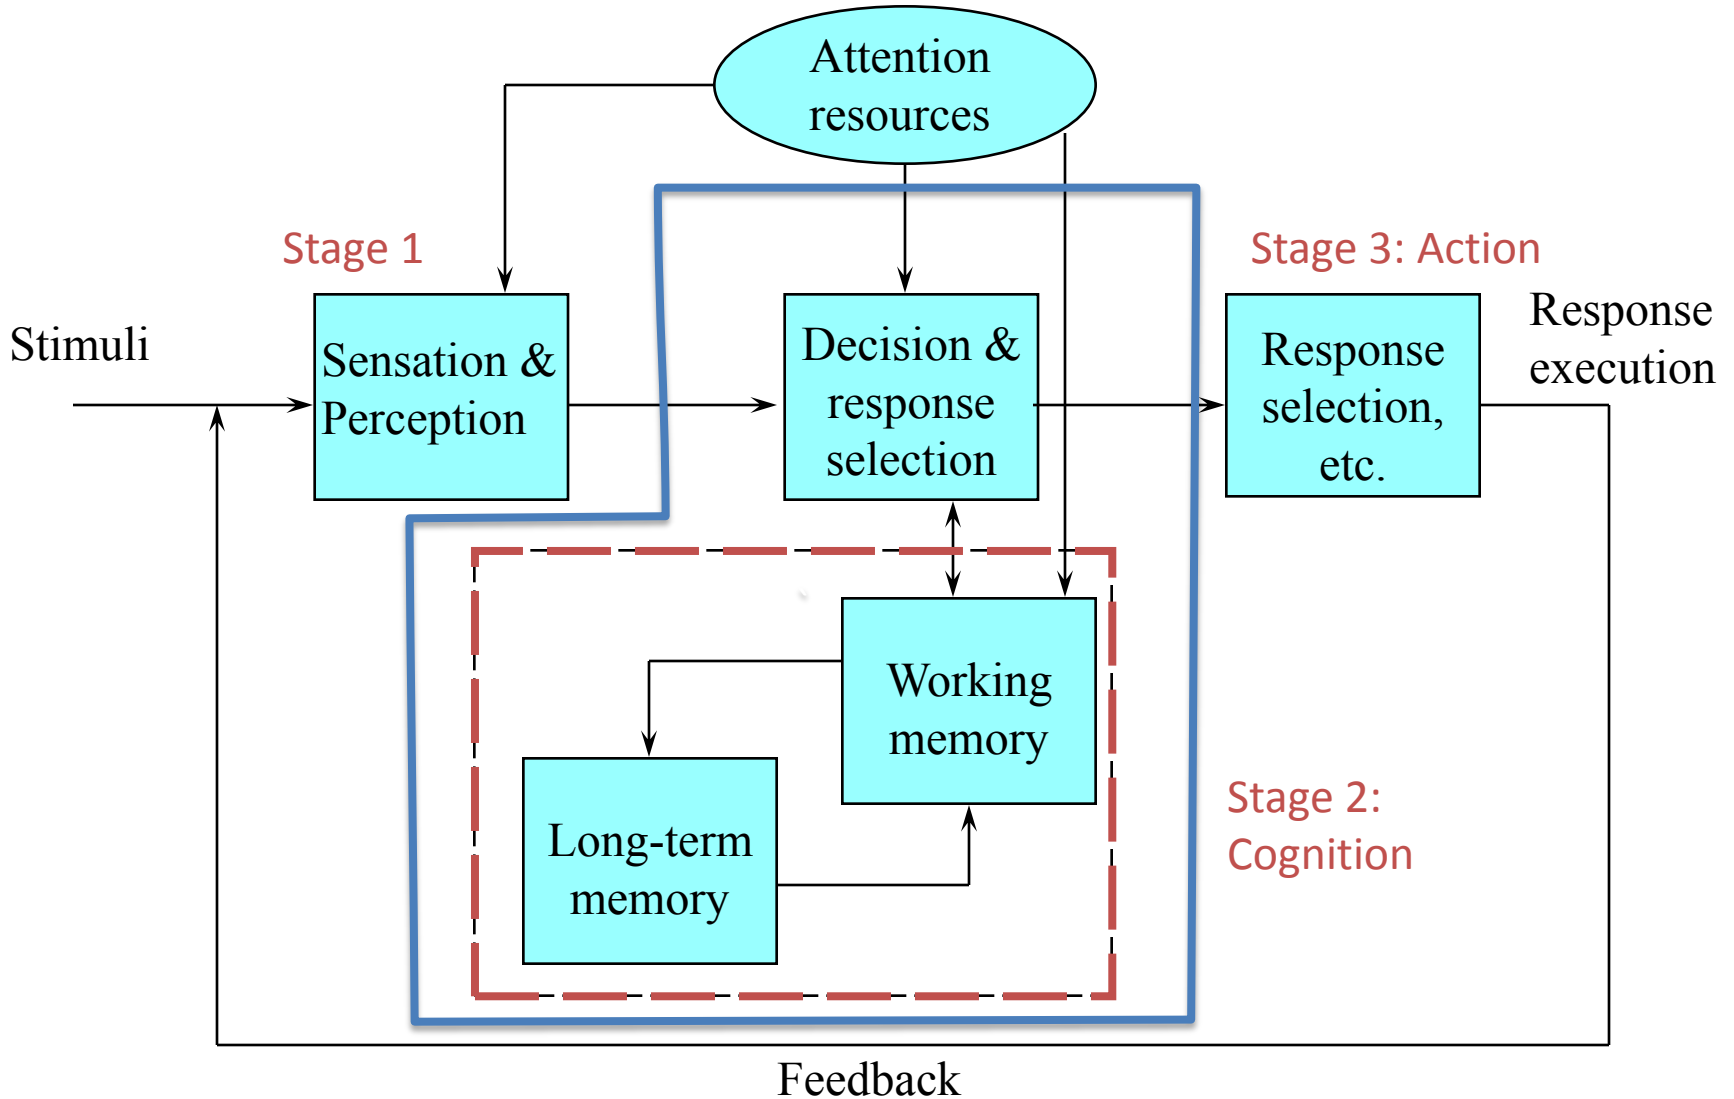 Attention
resources
Stage 1
Stage 3: Action
Stimuli
Sensation &
Perception
Decision &
response
selection
Response
selection,
etc.
Response
execution
Working
memory
Long-term
memory
Stage 2:
Cognition
Feedback